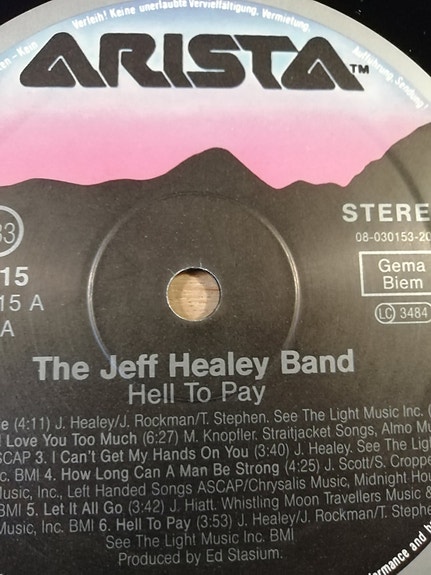 Verleih! Keine unerlaubte Vervielfältigung, Vermietung,
Aufführung, Sendung!
ARISTA™
33
STERE
08-030153-20
15
15 A
A
Gema
Biem
LC 3484
The Jeff Healey Band
Hell To Pay
e (4:11) J. Healey/J. Rockman/T. Stephen. See The Light Music Inc. (
I Love You Too Much (6:27) M. Knopfler. Straitjacket Songs, Almo Mu
SCAP 3. I Can't Get My Hands On You (3:40) J. Healey. See The Light
Inc. BMI 4. How Long Can A Man Be Strong (4:25) J. Scott/S. Croppe
Music, Inc., Left Handed Songs ASCAP/Chrysalis Music, Midnight Hou
BMI 5. Let It All Go (3:42) J. Hiatt. Whistling Moon Travellers Music &
Music, Inc. BMI 6. Hell To Pay (3:53) J. Healey/J. Rockman/T. Stephe
See The Light Music Inc. BMI
Produced by Ed Stasium.